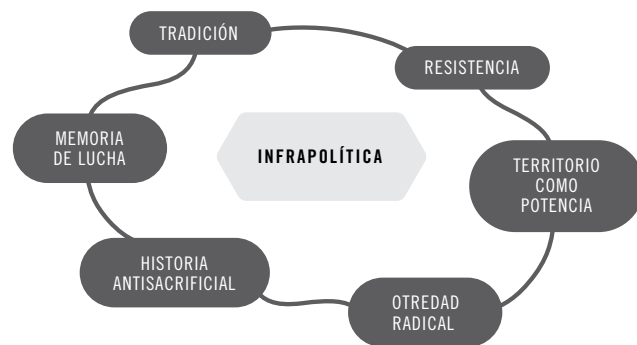 TRADICIÓN
RESISTENCIA
MEMORIA
DE LUCHA
INFRAPOLÍTICA
TERRITORIO
COMO
POTENCIA
HISTORIA
ANTISACRIFICIAL
OTREDAD
RADICAL